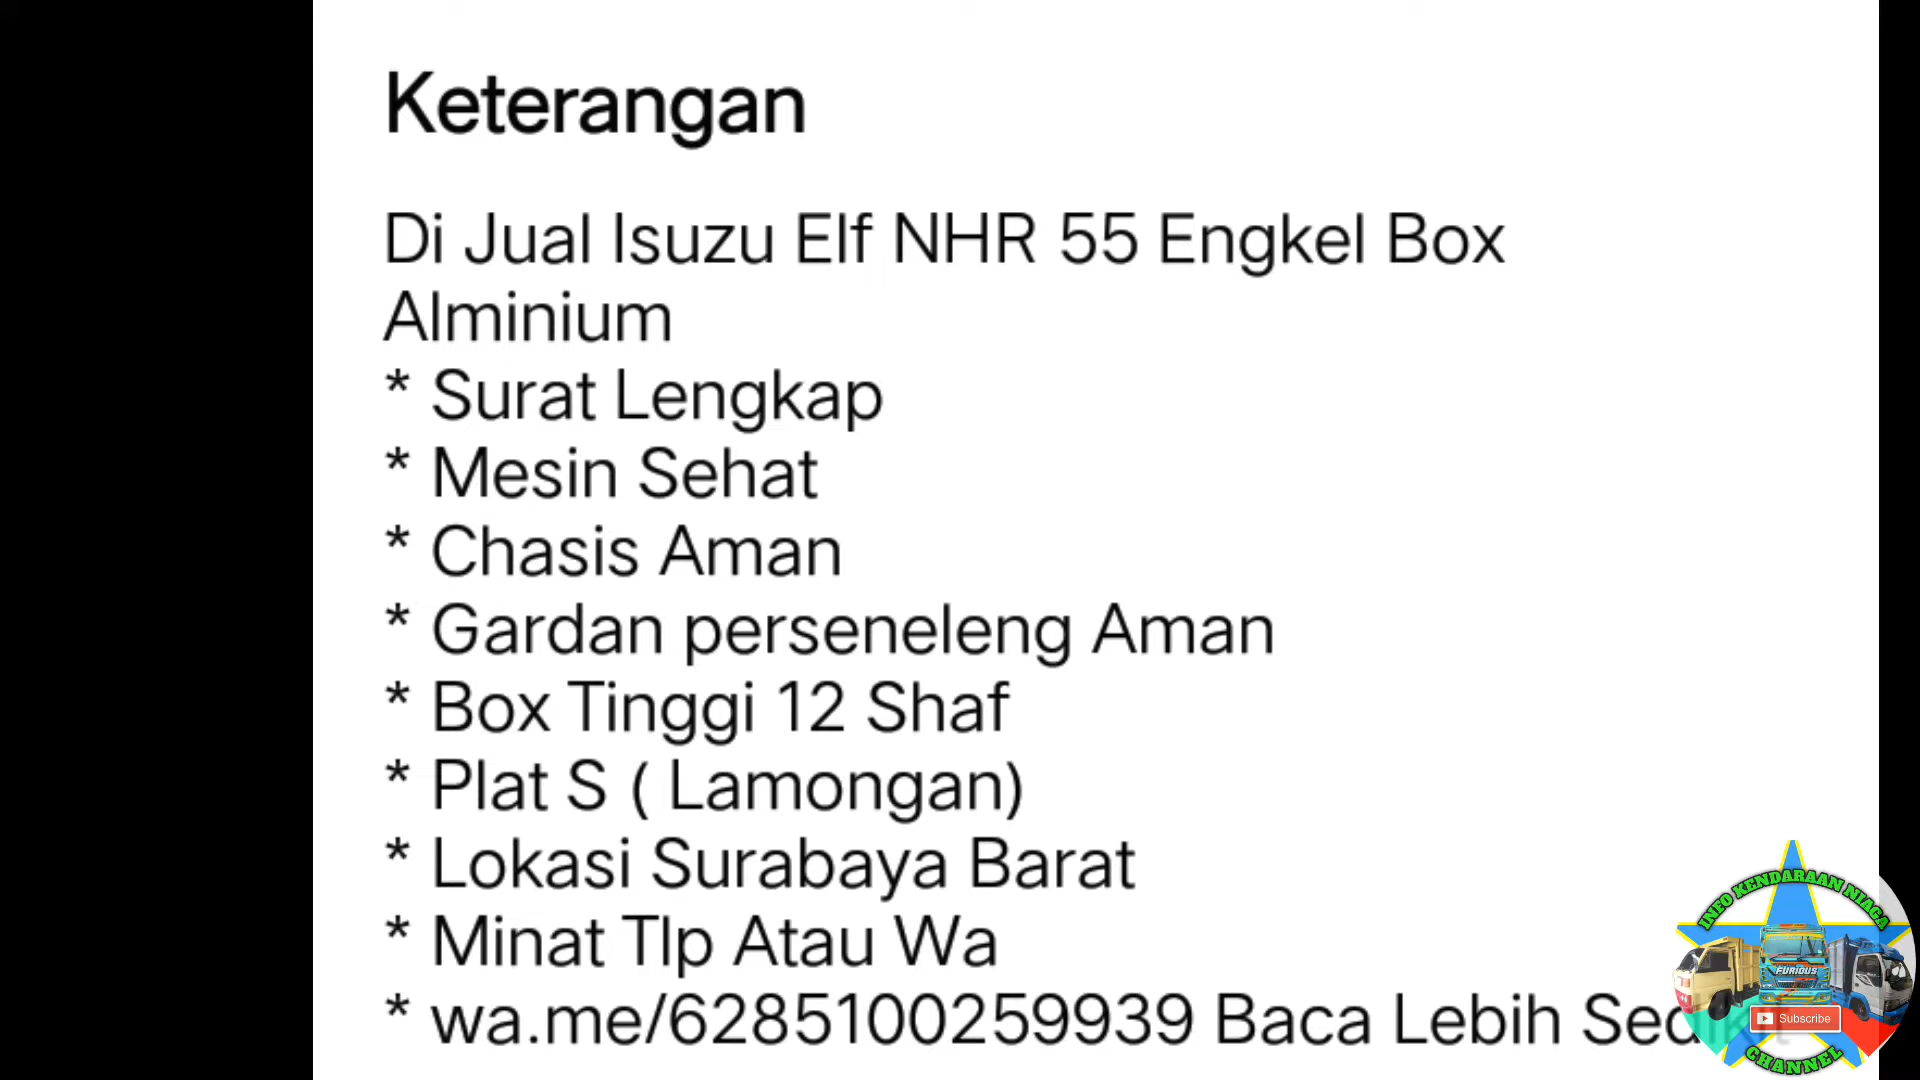 Keterangan
Di Jual Isuzu Elf NHR 55 Engkel Box
Alminium
* Surat Lengkap
* Mesin Sehat
* Chasis Aman
* Gardan perseneleng Aman
* Box Tinggi 12 Shaf
* Plat S ( Lamongan)
* Lokasi Surabaya Barat
* Minat Tlp Atau Wa
* wa.me/6285100259939 Baca Lebih Sedikit
INFO KENDARAAN NIAGA
FURIOUS
Subscribe
CHANNEL